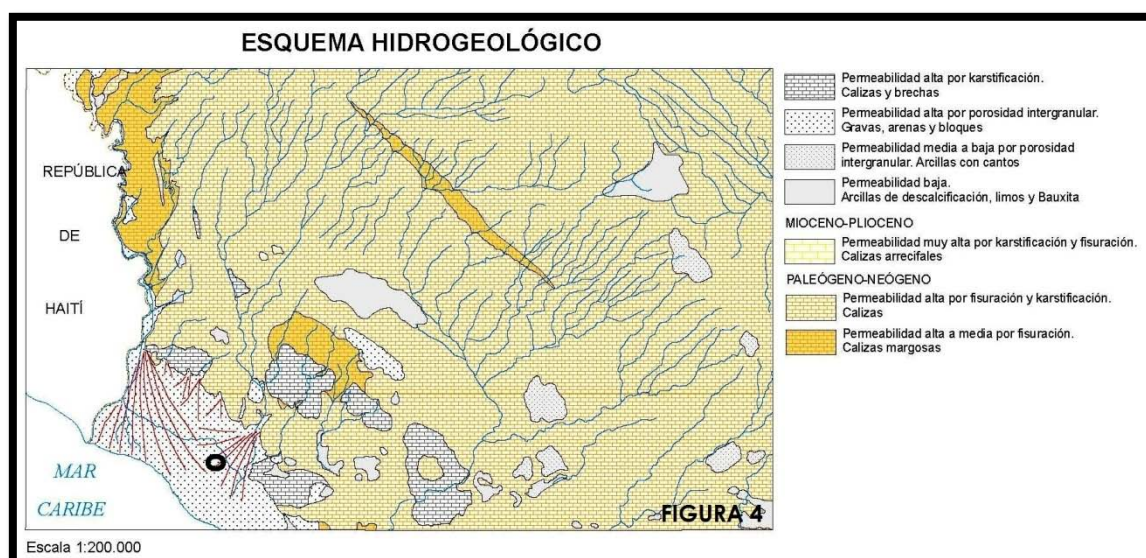 ESQUEMA HIDROGEOLÓGICO
REPÚBLICA
DE
HAITÍ
MAR
CARIBE
FIGURA 4
Escala 1:200.000
Permeabilidad alta por karstificación.
Calizas y brechas
Permeabilidad alta por porosidad intergranular.
Gravas, arenas y bloques
Permeabilidad media a baja por porosidad
intergranular. Arcillas con cantos
Permeabilidad baja.
Arcillas de descalcificación, limos y Bauxita
MIOCENO-PLIOCENO
Permeabilidad muy alta por karstificación y fisuración.
Calizas arrecifales
PALEÓGENO-NEÓGENO
Permeabilidad alta por fisuración y karstificación.
Calizas
Permeabilidad alta a media por fisuración.
Calizas margosas